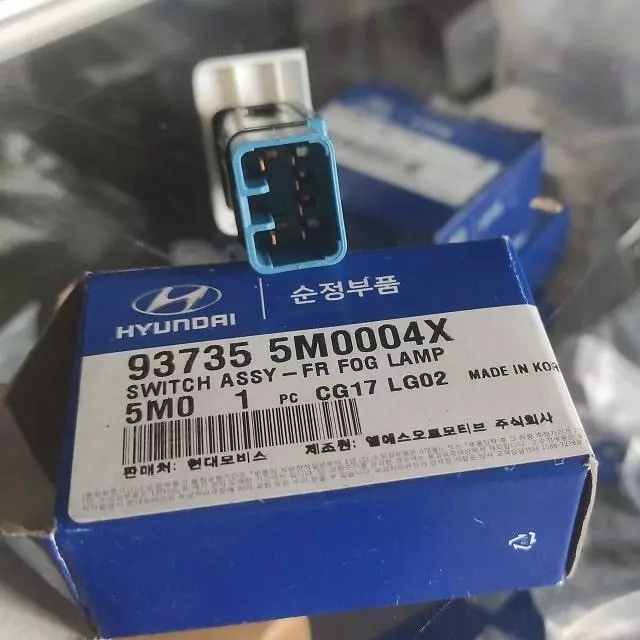 HYUNDAI
순정부품
93735 5M0004X
SWITCH ASSY-FR FOG LAMP
5M0 1 PC CG17 LG02 MADE IN KOR
판매처: 현대모비스 제조원: 엘에스오토모티브 주식회사